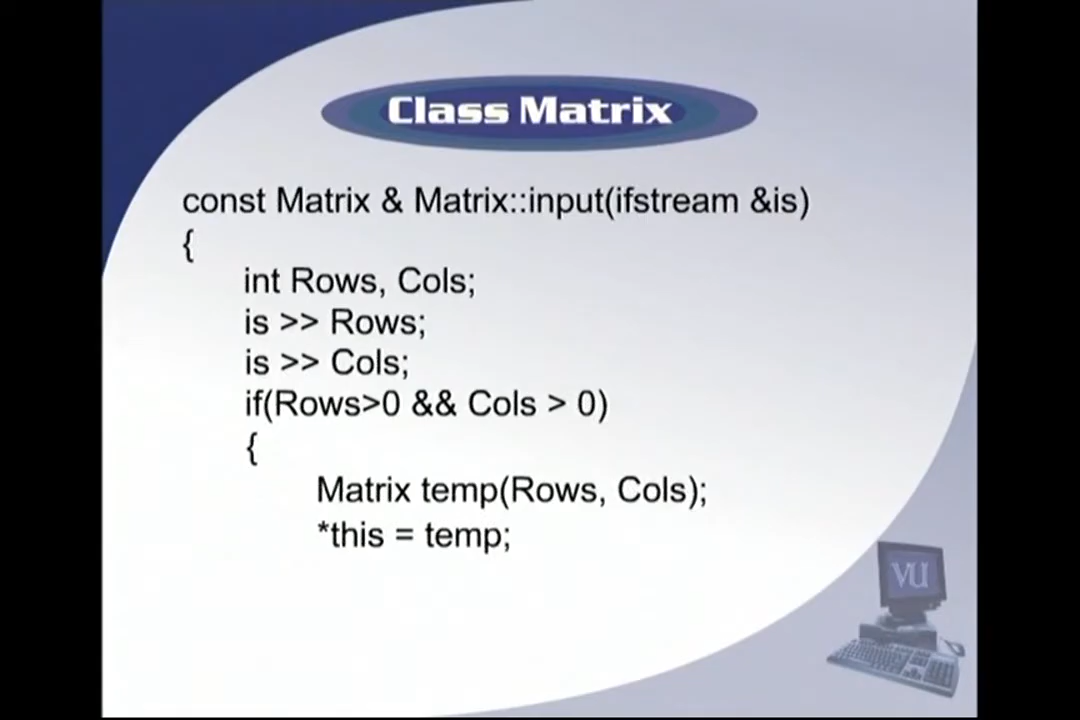 Class Matrix
const Matrix & Matrix::input(ifstream &is)
{
int Rows, Cols;
is >> Rows;
is >> Cols;
if(Rows>0 && Cols > 0)
{
Matrix temp(Rows, Cols);
*this = temp;
VU